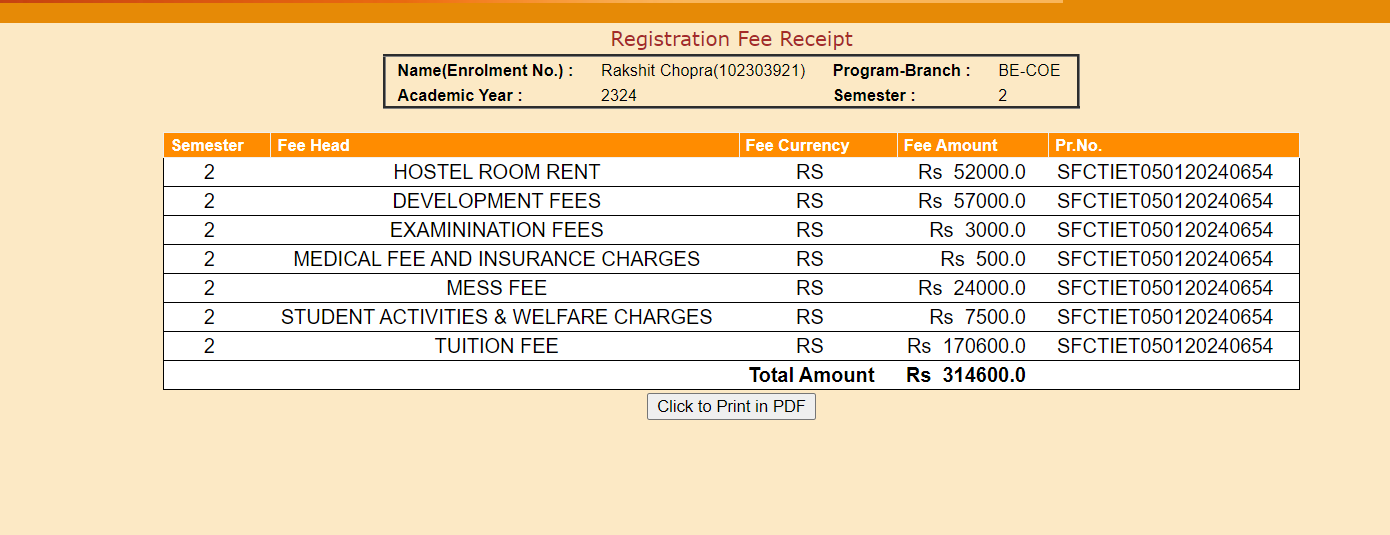 Registration Fee Receipt
Name(Enrolment No.) : Rakshit Chopra(102303921) Program-Branch : BE-COE
Academic Year : 2324 Semester : 2
Semester Fee Head Fee Currency Fee Amount Pr.No.
2 HOSTEL ROOM RENT RS Rs 52000.0 SFCTIET050120240654
2 DEVELOPMENT FEES RS Rs 57000.0 SFCTIET050120240654
2 EXAMININATION FEES RS Rs 3000.0 SFCTIET050120240654
2 MEDICAL FEE AND INSURANCE CHARGES RS Rs 500.0 SFCTIET050120240654
2 MESS FEE RS Rs 24000.0 SFCTIET050120240654
2 STUDENT ACTIVITIES & WELFARE CHARGES RS Rs 7500.0 SFCTIET050120240654
2 TUITION FEE RS Rs 170600.0 SFCTIET050120240654
Total Amount Rs 314600.0
Click to Print in PDF